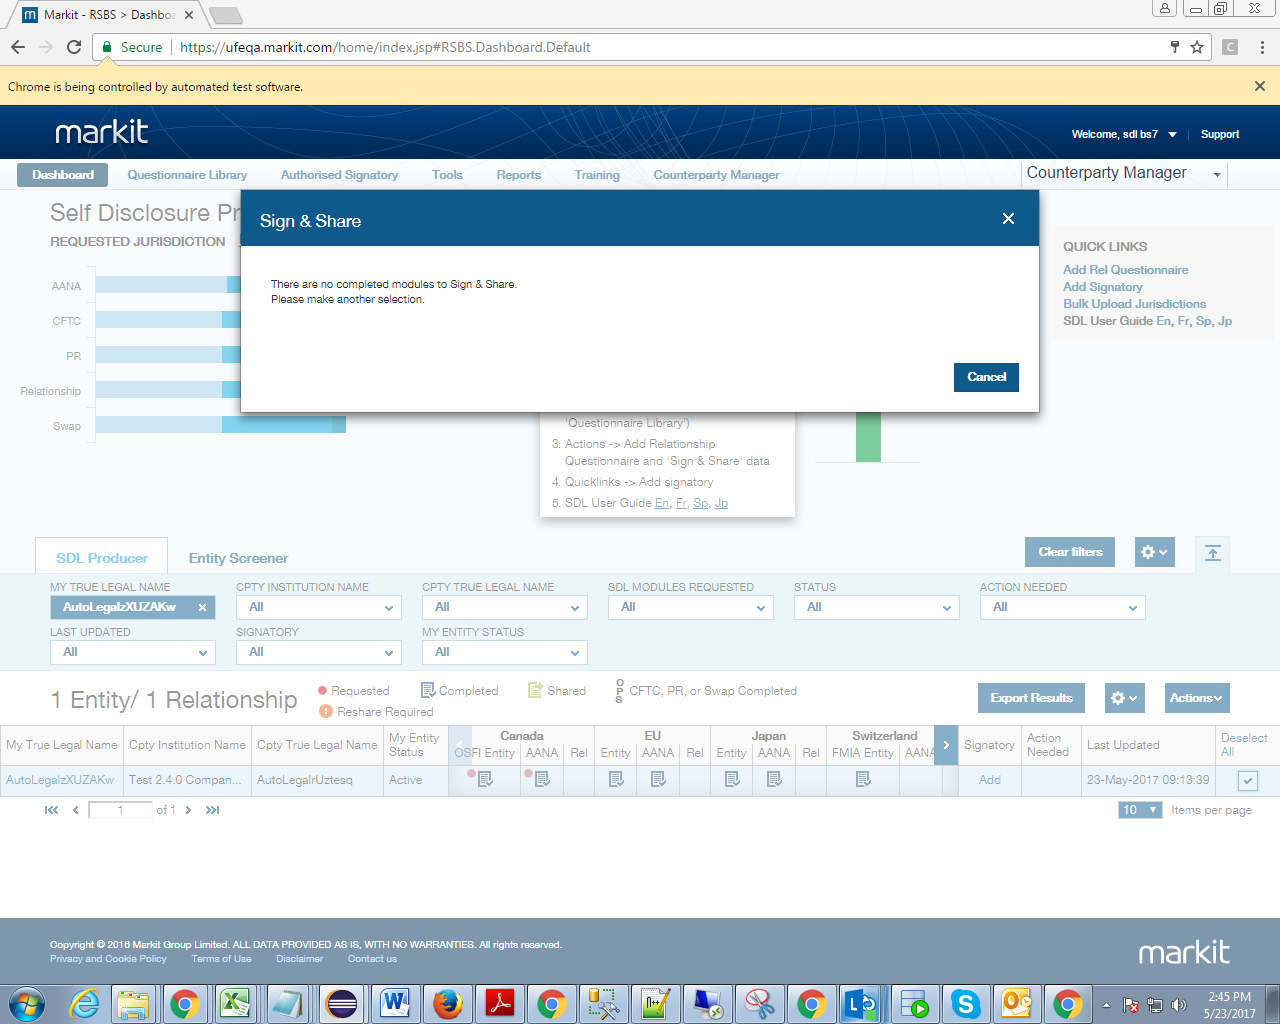 Markit - RSBS > Dashbo
Secure
https://ufeqa.markit.com/home/index.jsp#RSBS.Dashboard.Default
Chrome is being controlled by automated test software.
markit
Welcome, sdl bs7
Support
Dashboard
Questionnaire Library
Authorised Signatory
Tools
Reports
Training
Counterparty Manager
Counterparty Manager
Self Disclosure Pr
REQUESTED JURISDICTION
AANA
CFTC
PR
Relationship
Swap
Sign & Share
There are no completed modules to Sign & Share.
Please make another selection.
Cancel
QUICK LINKS
Add Rel Questionnaire
Add Signatory
Bulk Upload Jurisdictions
SDL User Guide En, Fr, Sp, Jp
'Questionnaire Library')
3. Actions -> Add Relationship
Questionnaire and 'Sign & Share' data
4. Quicklinks -> Add signatory
5. SDL User Guide En, Fr, Sp, Jp
SDL Producer
Entity Screener
Clear filters
MY TRUE LEGAL NAME
CPTY INSTITUTION NAME
CPTY TRUE LEGAL NAME
SDL MODULES REQUESTED
STATUS
ACTION NEEDED
AutoLegalzXUZAKw
All
All
All
All
All
LAST UPDATED
SIGNATORY
MY ENTITY STATUS
All
All
All
1 Entity/ 1 Relationship
Requested
Completed
Shared
OPS
CFTC, PR, or Swap Completed
Reshare Required
Export Results
Actions
My True Legal Name
Cpty Institution Name
Cpty True Legal Name
My Entity Status
Canada
EU
Japan
Switzerland
OSFI Entity
AANA
Rel
Entity
AANA
Rel
Entity
AANA
Rel
FMIA Entity
AANA
Signatory
Action Needed
Last Updated
Deselect All
AutoLegalzXUZAKw
Test 2.4.0 Compan...
AutoLegalrUztesq
Active
Add
23-May-2017 09:13:39
1
of 1
10
Items per page
Copyright © 2016 Markit Group Limited. ALL DATA PROVIDED AS IS, WITH NO WARRANTIES. All rights reserved.
Privacy and Cookie Policy
Terms of Use
Disclaimer
Contact us
markit
2:45 PM
5/23/2017